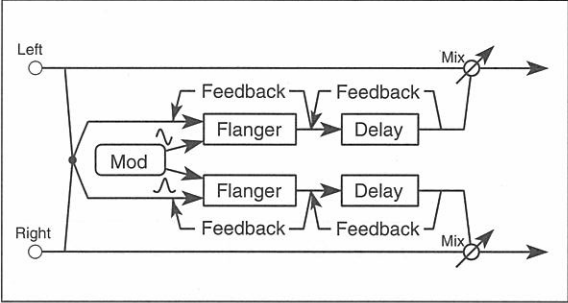 Left
Mix
Feedback Feedback
Flanger Delay
Mod
Flanger Delay
Feedback Feedback
Right
Mix